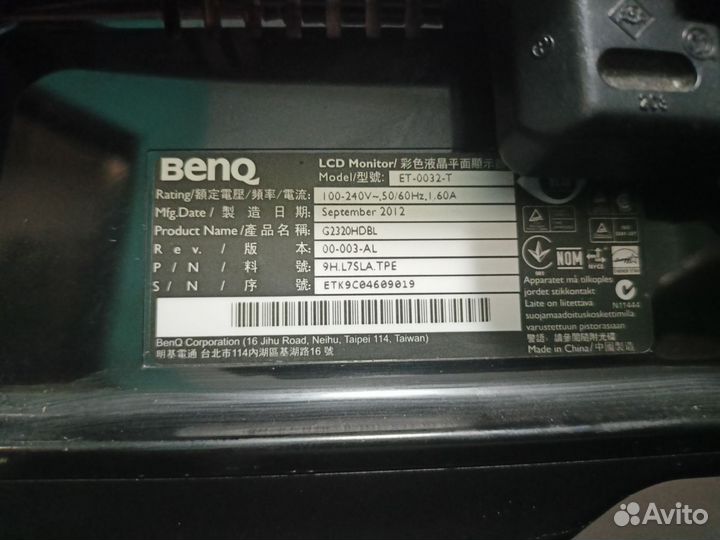 BenQ
LCD Monitor/彩色液晶平面顯示
Model/型號: ET-0032-T
Rating/額定電壓/頻率/電流: 100-240V~,50/60Hz,1.60A
Mfg.Date/製造日期: September 2012
Product Name/產品名稱: G2320HDBL
Rev./版本: 00-003-AL
P/N/料號: 9H.L7SLA.TPE
S/N/序號: ETK9C04609019
BenQ Corporation (16 Jihu Road, Neihu, Taipei 114, Taiwan)
明基電通 台北市114內湖區基湖路16號
NOM
NYCE
Apparatet må tilkoples
jordet stikkontakt
Laite on liitettävä
suojamaadoituskoskettimilla
varustettuun pistorasiaan
警語: 請參閱隨附光碟
Made in China/中國製造
N11444
Avito